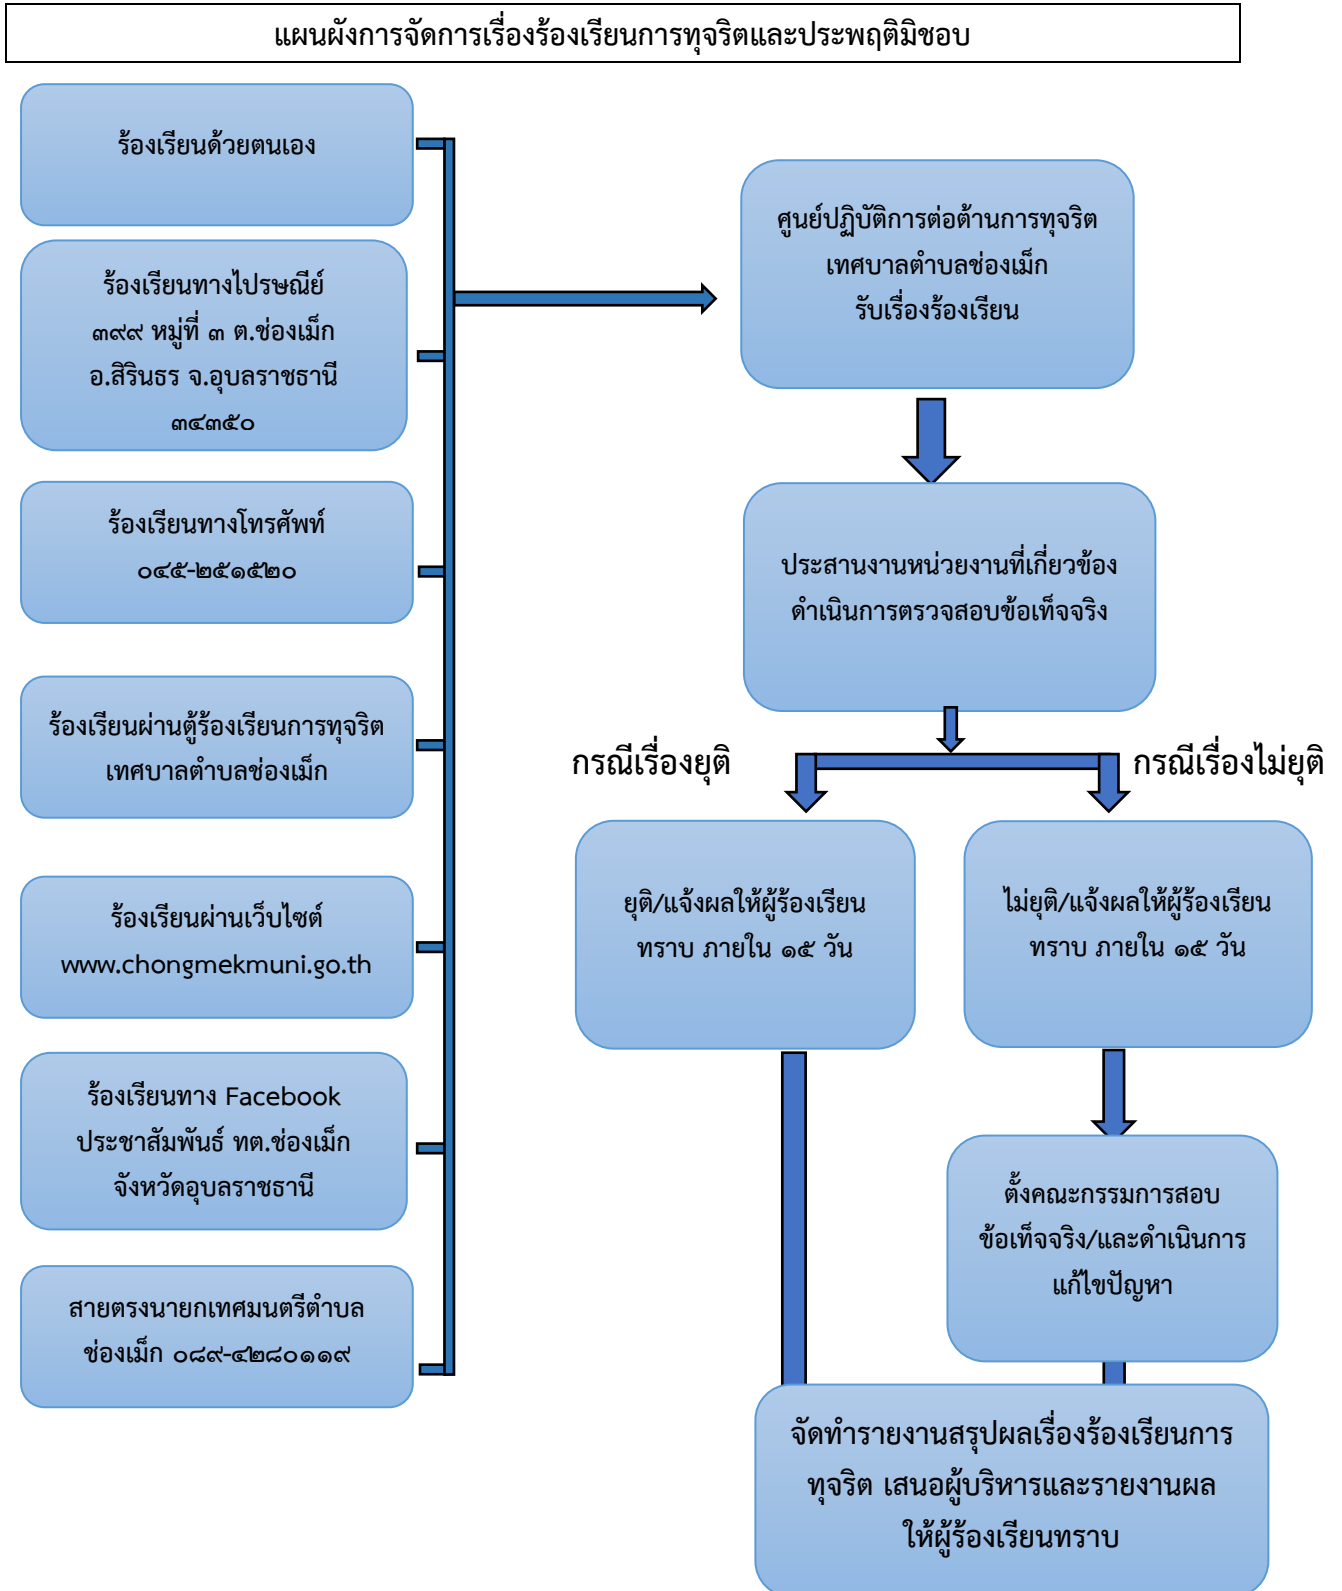 แผนผังการจัดการเรื่องร้องเรียนการทุจริตและประพฤติมิชอบ
ร้องเรียนด้วยตนเอง
ร้องเรียนทางไปรษณีย์
๓๙๙ หมู่ที่ ๓ ต.ช่องเม็ก
อ.สิรินธร จ.อุบลราชธานี
๓๔๓๕๐
ร้องเรียนทางโทรศัพท์
๐๔๕-๒๕๑๕๒๐
ร้องเรียนผ่านตู้ร้องเรียนการทุจริต
เทศบาลตำบลช่องเม็ก
ร้องเรียนผ่านเว็บไซต์
www.chongmekmuni.go.th
ร้องเรียนทาง Facebook
ประชาสัมพันธ์ ทต.ช่องเม็ก
จังหวัดอุบลราชธานี
สายตรงนายกเทศมนตรีตำบล
ช่องเม็ก ๐๘๙-๔๒๘๐๑๑๙
ศูนย์ปฏิบัติการต่อต้านการทุจริต
เทศบาลตำบลช่องเม็ก
รับเรื่องร้องเรียน
ประสานงานหน่วยงานที่เกี่ยวข้อง
ดำเนินการตรวจสอบข้อเท็จจริง
กรณีเรื่องยุติ
กรณีเรื่องไม่ยุติ
ยุติ/แจ้งผลให้ผู้ร้องเรียน
ทราบ ภายใน ๑๕ วัน
ไม่ยุติ/แจ้งผลให้ผู้ร้องเรียน
ทราบ ภายใน ๑๕ วัน
ตั้งคณะกรรมการสอบ
ข้อเท็จจริง/และดำเนินการ
แก้ไขปัญหา
จัดทำรายงานสรุปผลเรื่องร้องเรียนการ
ทุจริต เสนอผู้บริหารและรายงานผล
ให้ผู้ร้องเรียนทราบ